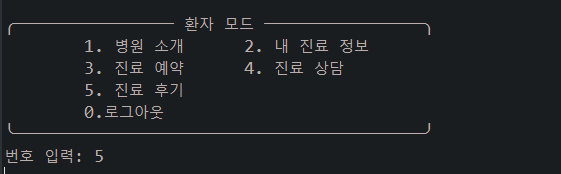 환자 모드
1. 병원 소개 2. 내 진료 정보
3. 진료 예약 4. 진료 상담
5. 진료 후기
0.로그아웃
번호 입력: 5